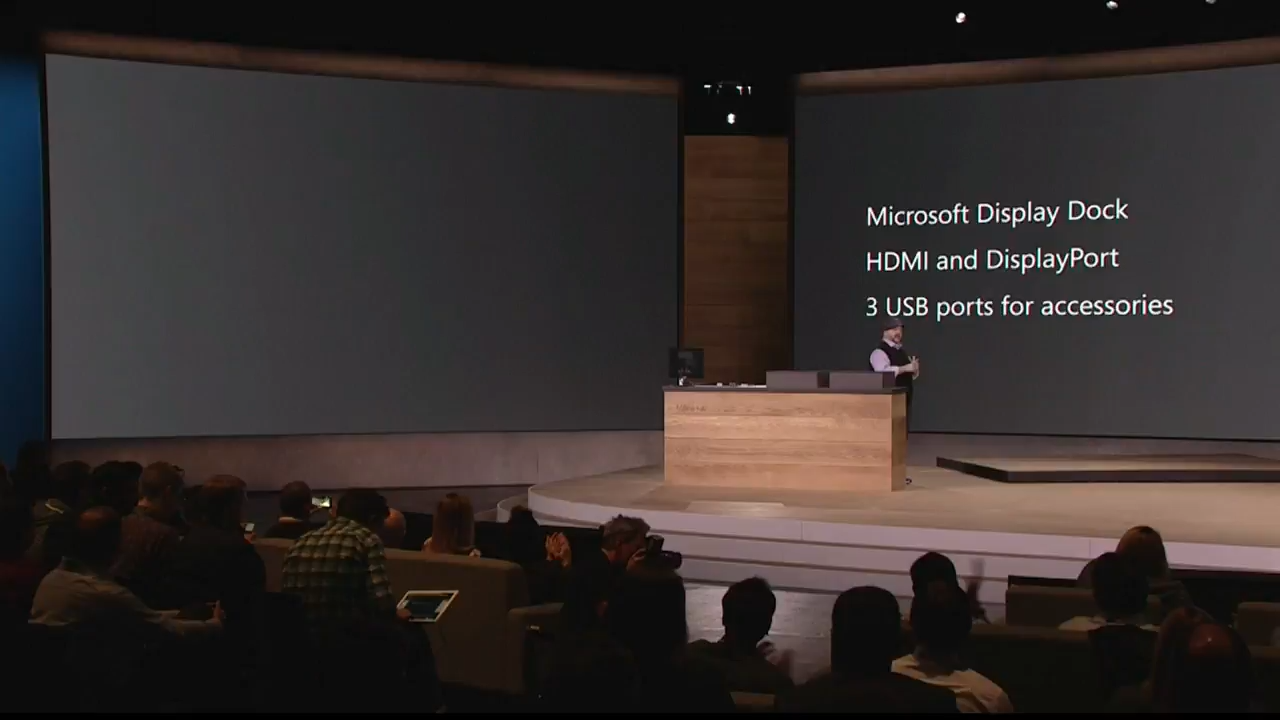 Microsoft Display Dock
HDMI and DisplayPort
3 USB ports for accessories